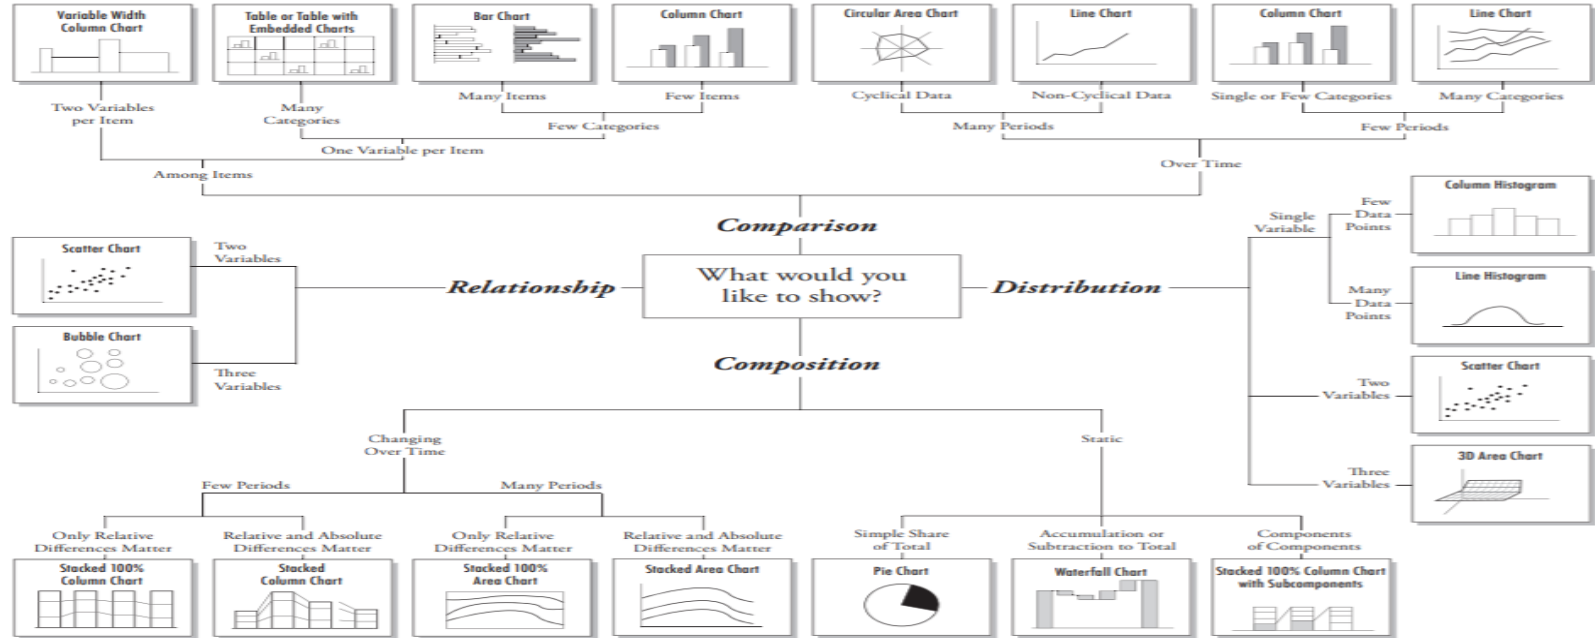 Variable Width
Column Chart
Table or Table with
Embedded Charts
Bar Chart
Column Chart
Circular Area Chart
Line Chart
Column Chart
Line Chart
Two Variables
per Item
Many
Categories
Many Items
Few Items
Cyclical Data
Non-Cyclical Data
Single or Few Categories
Many Categories
Few Categories
Many Periods
Few Periods
One Variable per Item
Over Time
Among Items
Comparison
Single
Variable
Few
Data
Points
Column Histogram
Scatter Chart
Two
Variables
Relationship
What would you
like to show?
Distribution
Many
Data
Points
Line Histogram
Bubble Chart
Three
Variables
Composition
Two
Variables
Scatter Chart
Three
Variables
3D Area Chart
Changing
Over Time
Static
Few Periods
Many Periods
Only Relative
Differences Matter
Relative and Absolute
Differences Matter
Only Relative
Differences Matter
Relative and Absolute
Differences Matter
Simple Share
of Total
Accumulation or
Subtraction to Total
Components
of Components
Stacked 100%
Column Chart
Stacked
Column Chart
Stacked 100%
Area Chart
Stacked Area Chart
Pie Chart
Waterfall Chart
Stacked 100% Column Chart
with Subcomponents